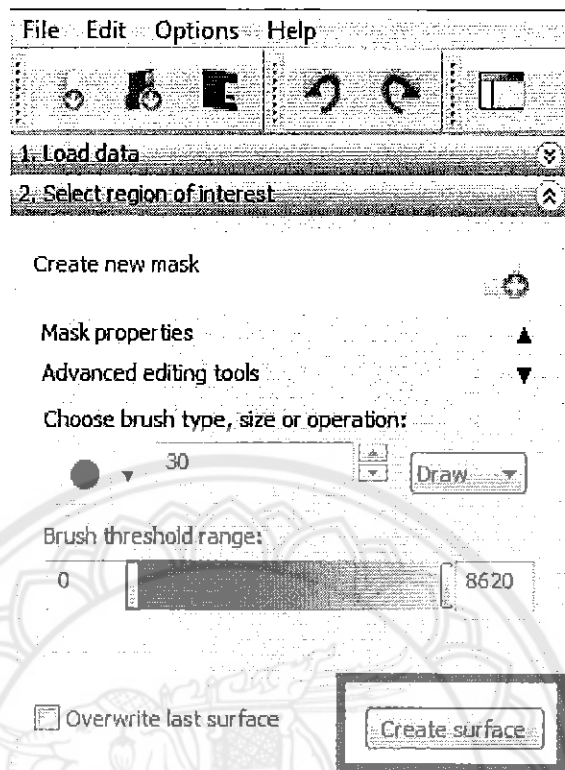 File Edit Options Help
1. Load data
2. Select region of interest
Create new mask
Mask properties
Advanced editing tools
Choose brush type, size or operation:
30 Draw
Brush threshold range:
0 8620
Overwrite last surface Create surface